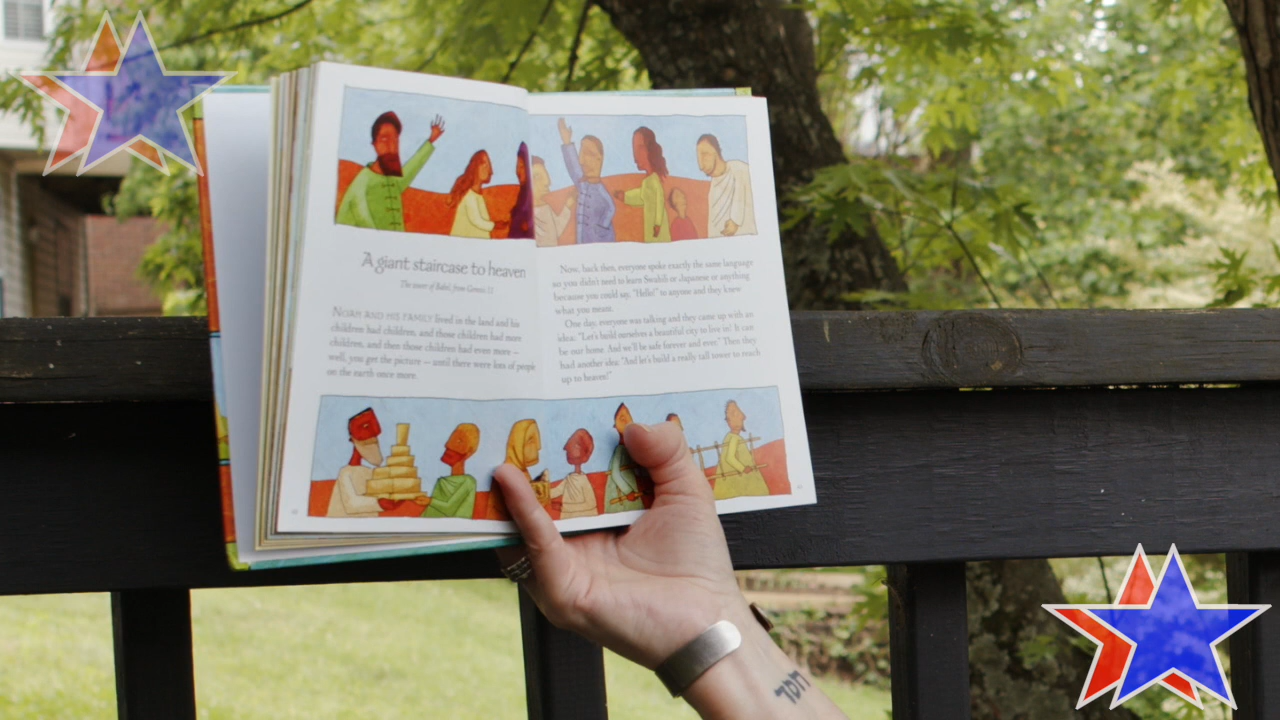 A giant staircase to heaven
The tower of Babel, from Genesis 11
NOAH AND HIS FAMILY lived in the land and his
children had children, and those children had more
children, and then those children had even more –
well, you get the picture – until there were lots of people
on the earth once more.
Now, back then, everyone spoke exactly the same language
so you didn't need to learn Swahili or Japanese or anything
because you could say, "Hello!" to anyone and they knew
what you meant.
One day, everyone was talking and they came up with an
idea: "Let's build ourselves a beautiful city to live in! It can
be our home. And we'll be safe forever and ever." Then they
had another idea: "And let's build a really tall tower to reach
up to heaven!"
חסד